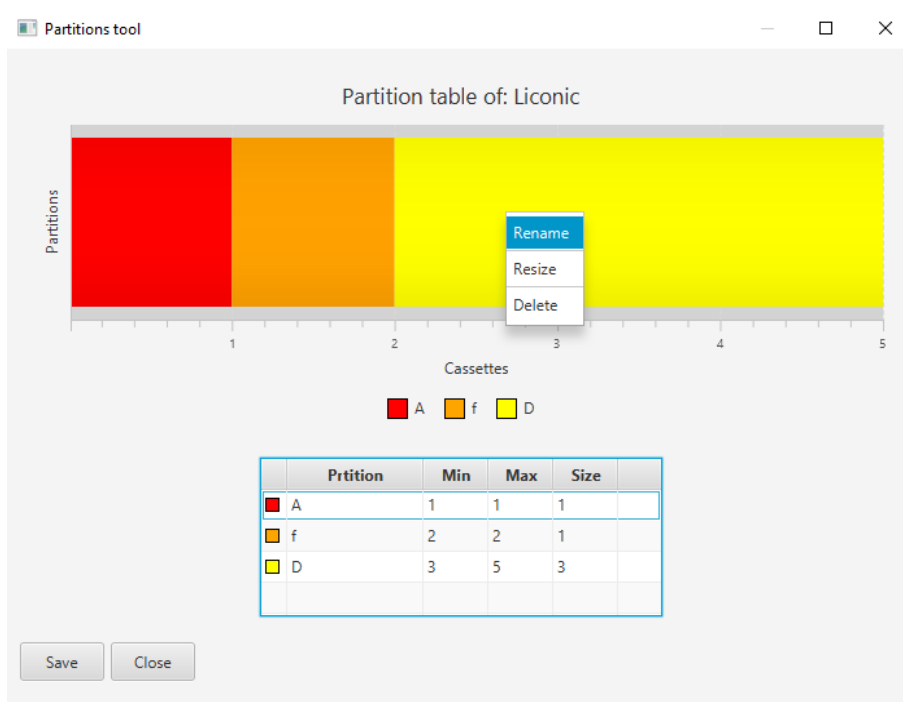 Partitions tool
Partition table of: Liconic
Partitions
Rename
Resize
Delete
1 2 3 4 5
Cassettes
A f D
Prtition Min Max Size
A 1 1 1
f 2 2 1
D 3 5 3
Save Close